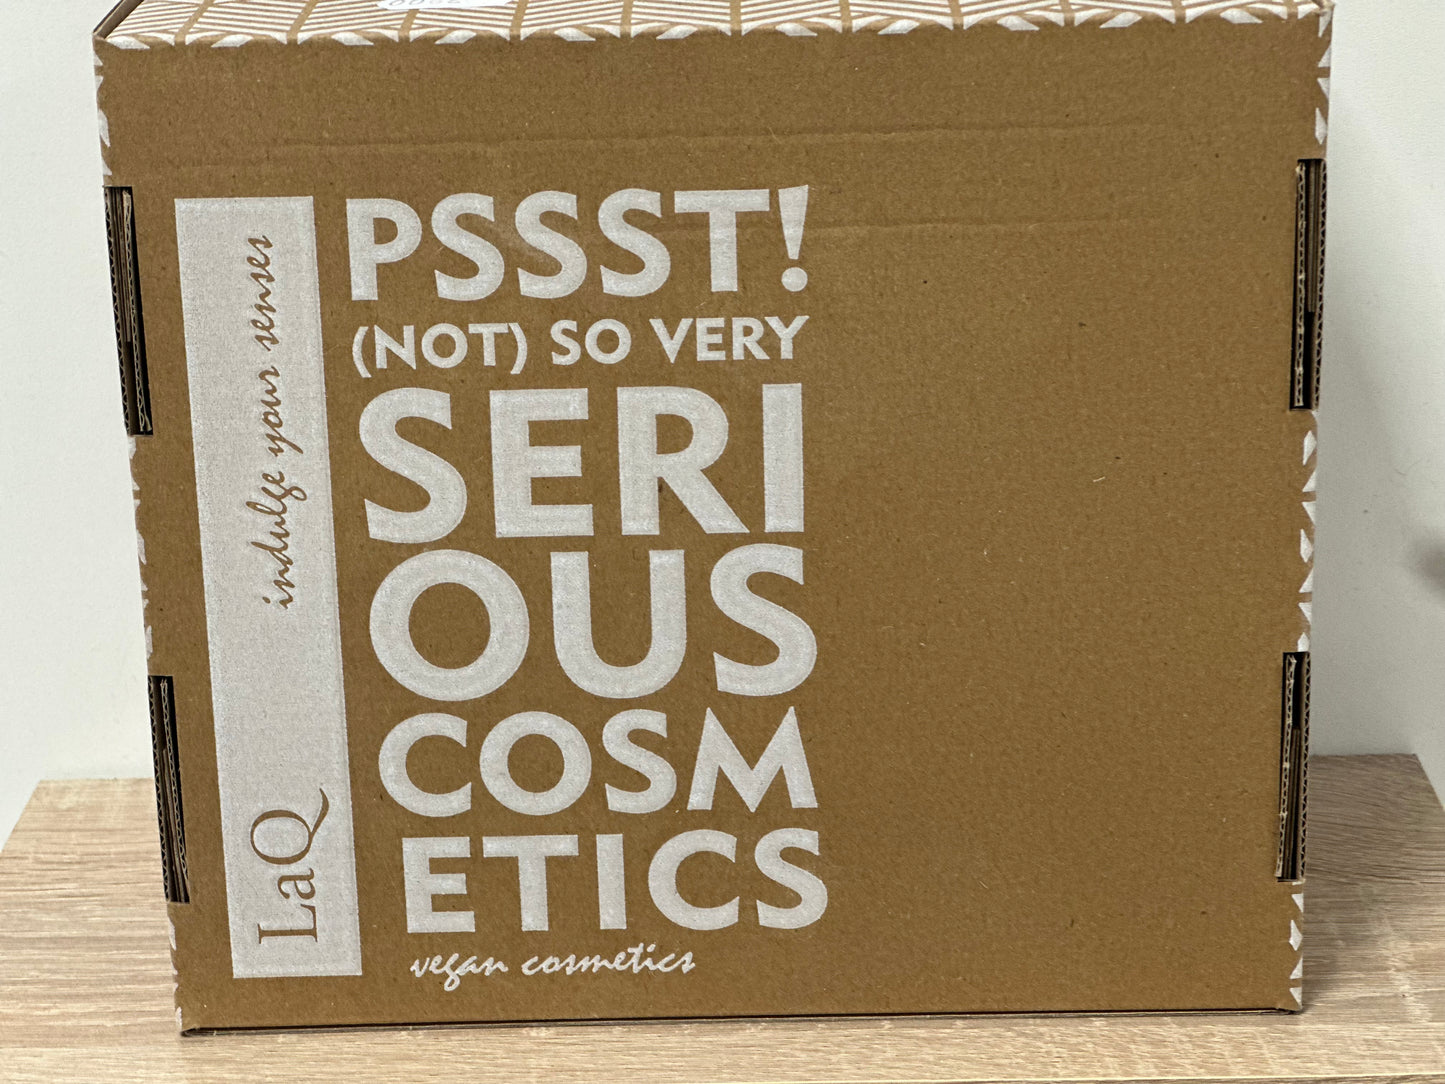 PSSST!
(NOT) SO VERY
SERI
OUS
COSM
ETICS
vegan cosmetics
LaQ
indulge your senses